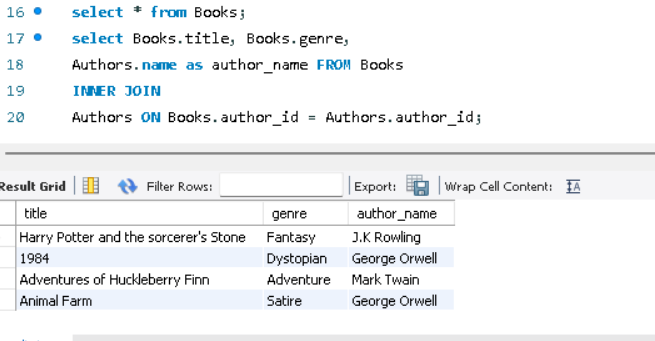 16 select * from Books;
17 select Books.title, Books.genre,
18 Authors.name as author_name FROM Books
19 INNER JOIN
20 Authors ON Books.author_id = Authors.author_id;
Result Grid Filter Rows: Export: Wrap Cell Content: IA
title genre author_name
Harry Potter and the sorcerer's Stone Fantasy J.K Rowling
1984 Dystopian George Orwell
Adventures of Huckleberry Finn Adventure Mark Twain
Animal Farm Satire George Orwell